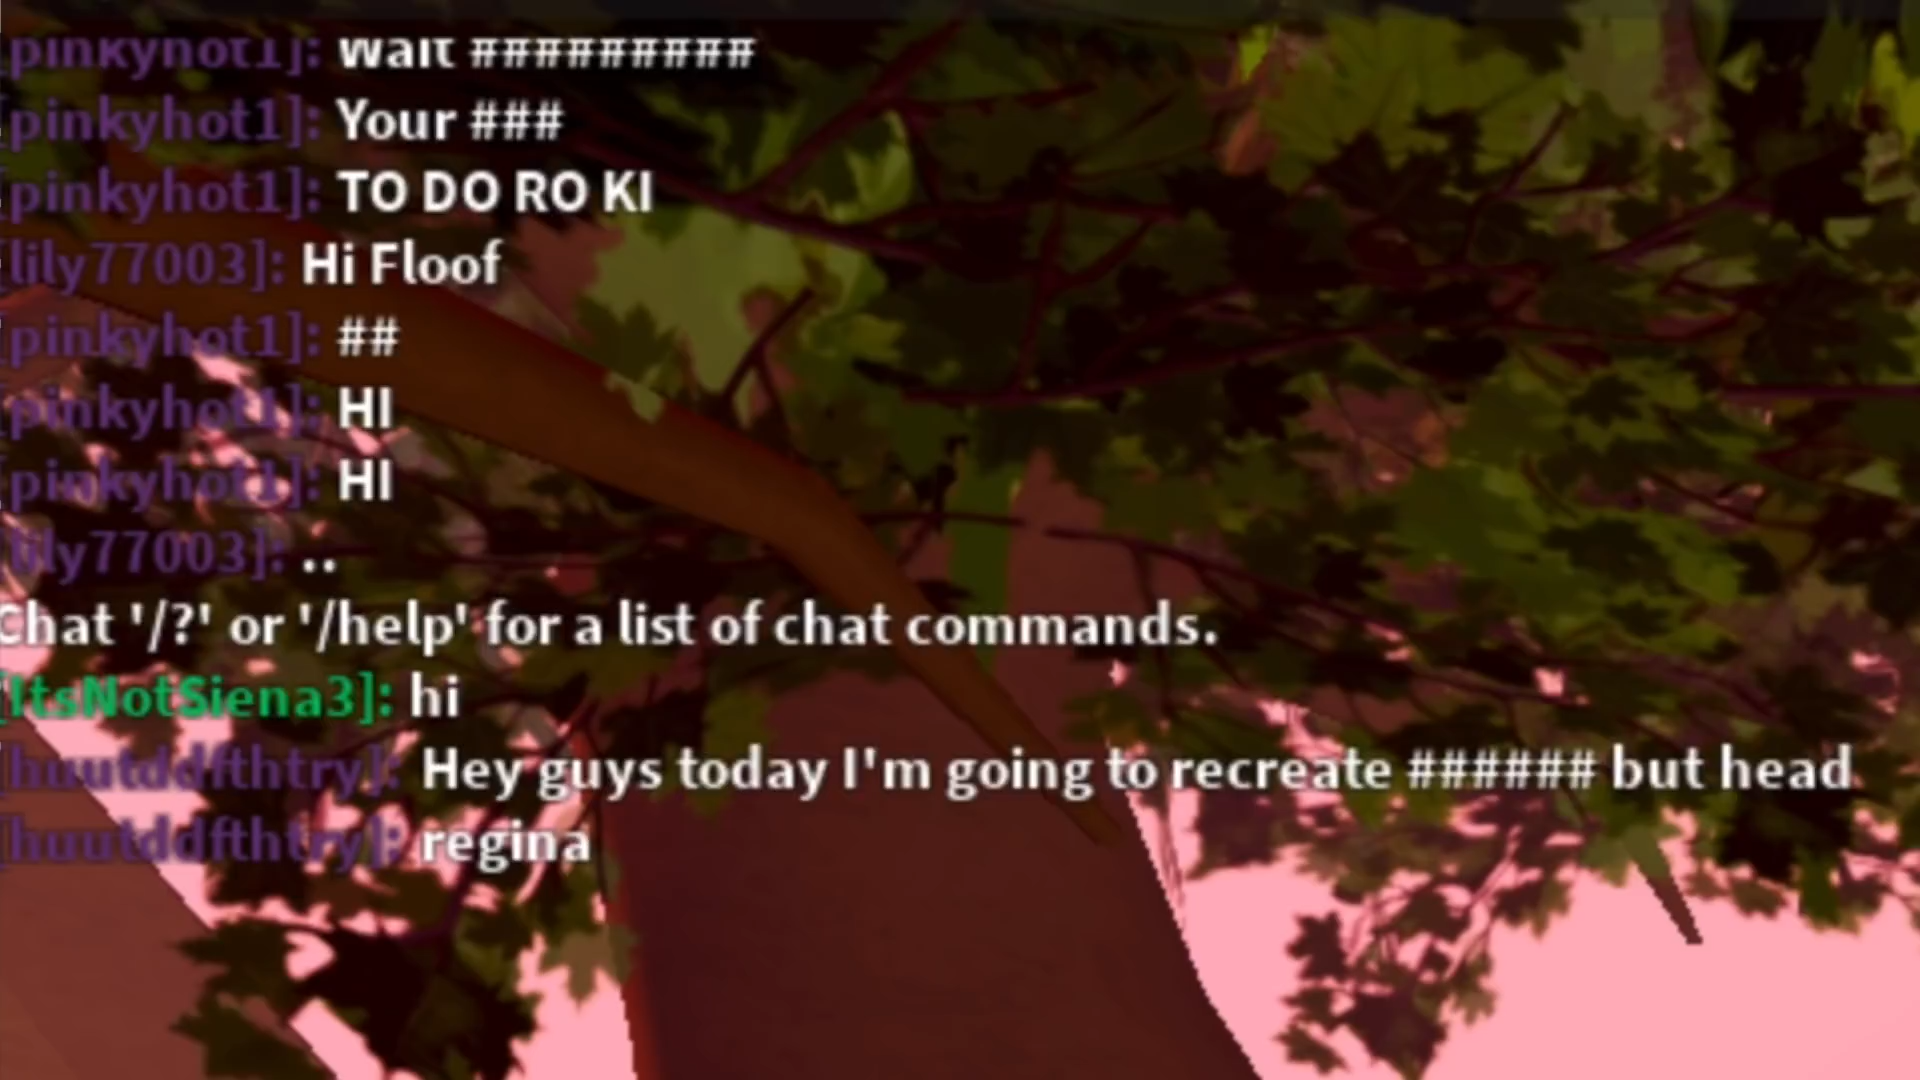 [pinkyhot1]: Wait #########
[pinkyhot1]: Your ###
[pinkyhot1]: TO DO RO KI
[lily77003]: Hi Floof
[pinkyhot1]: ##
[pinkyhot1]: HI
[pinkyhot1]: HI
[lily77003]: ..
Chat '/?' or '/help' for a list of chat commands.
[ItsNotSiena3]: hi
[huutddfthtry]: Hey guys today I'm going to recreate ###### but head
[huutddfthtry]: regina